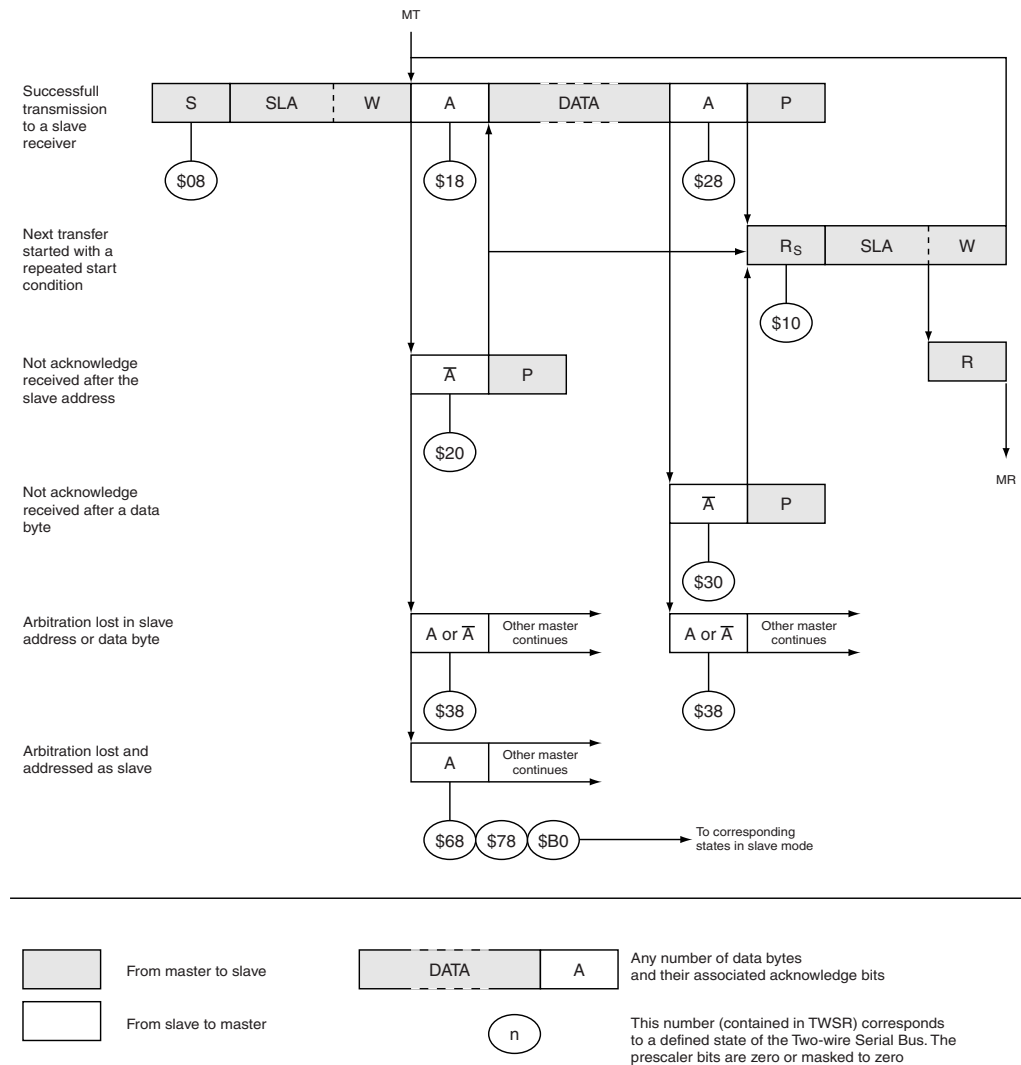 MT
Successfull
transmission
to a slave
receiver
S SLA W A DATA A P
$08 $18 $28
Next transfer
started with a
repeated start
condition
RS SLA W
$10
Not acknowledge
received after the
slave address
A̅ P
R
$20
MR
Not acknowledge
received after a data
byte
A̅ P
$30
Arbitration lost in slave
address or data byte
A or A̅
Other master
continues
A or A̅
Other master
continues
$38 $38
Arbitration lost and
addressed as slave
A
Other master
continues
$68 $78 $B0
To corresponding
states in slave mode
From master to slave
DATA A
Any number of data bytes
and their associated acknowledge bits
From slave to master
n
This number (contained in TWSR) corresponds
to a defined state of the Two-wire Serial Bus. The
prescaler bits are zero or masked to zero